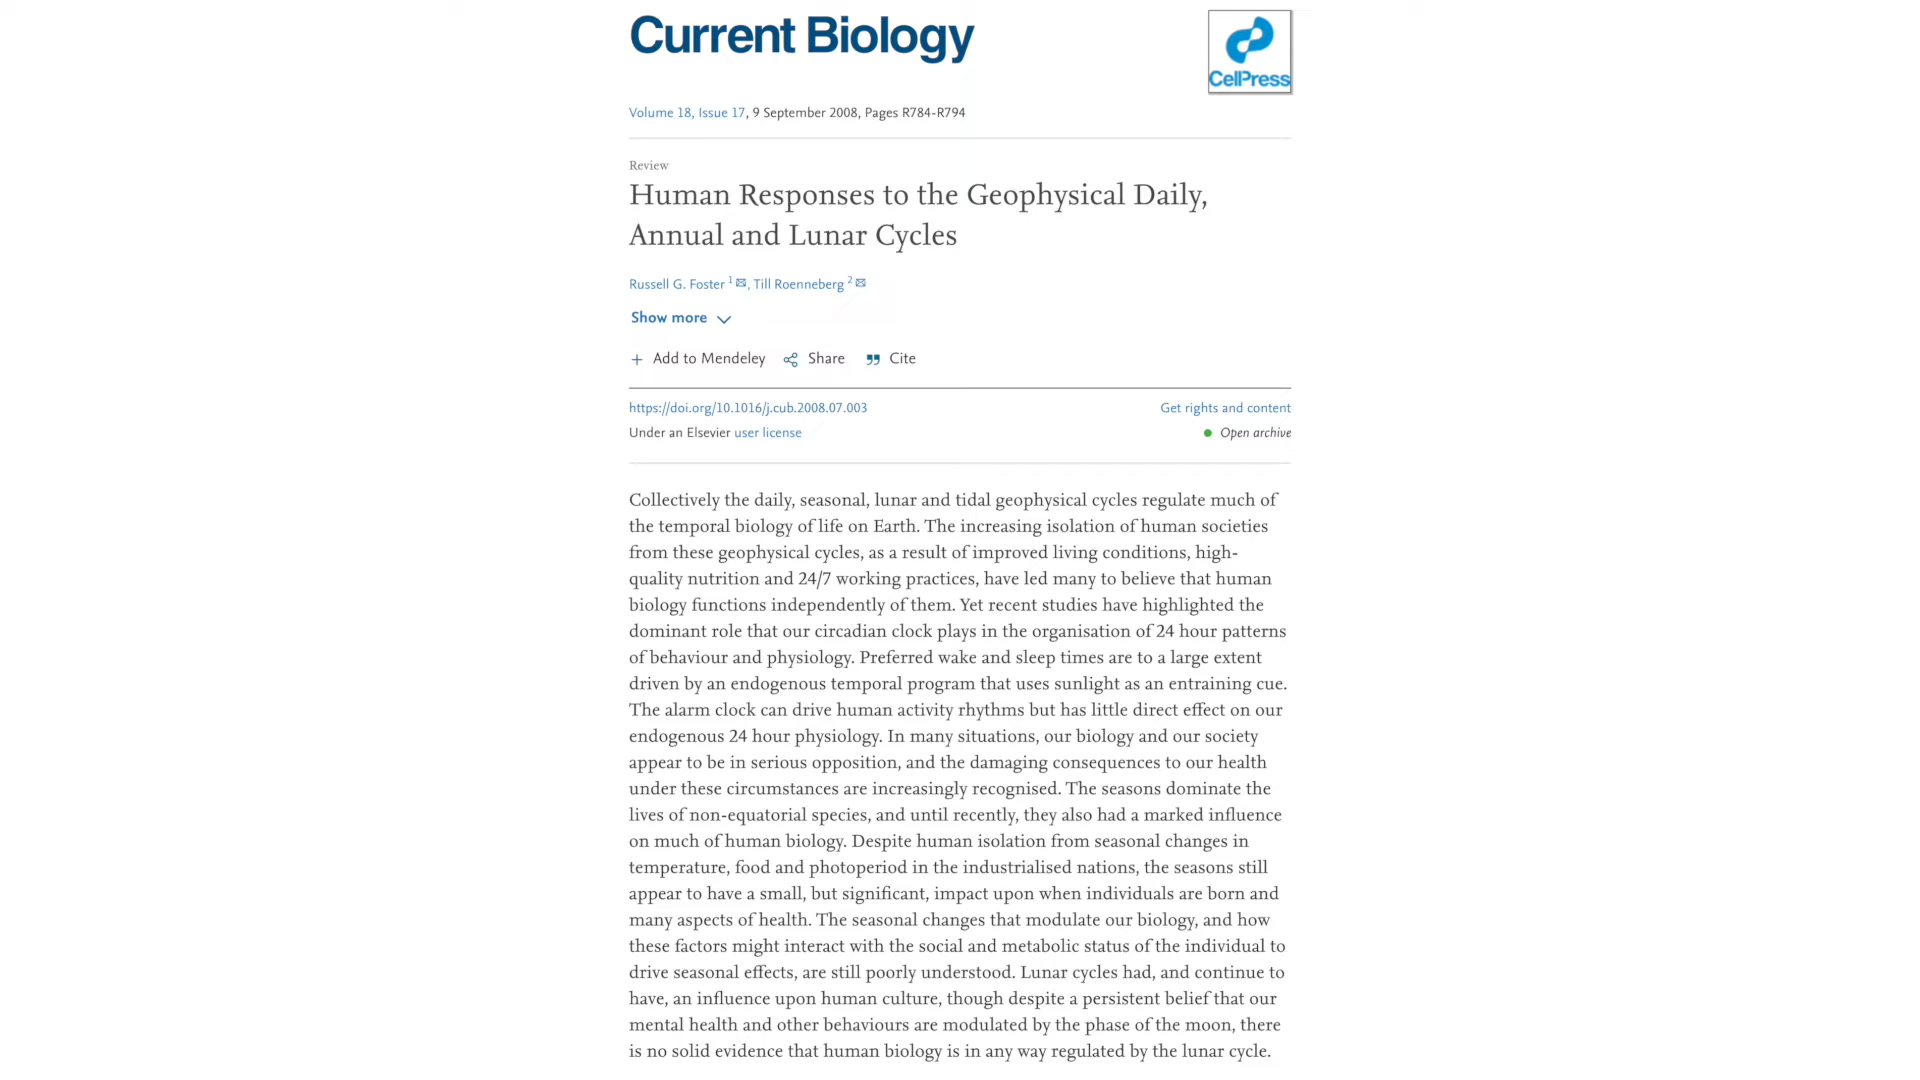 Current Biology
CellPress
Volume 18, Issue 17, 9 September 2008, Pages R784-R794
Review
Human Responses to the Geophysical Daily,
Annual and Lunar Cycles
Russell G. Foster 1, Till Roenneberg 2
Show more
Add to Mendeley Share Cite
https://doi.org/10.1016/j.cub.2008.07.003 Get rights and content
Under an Elsevier user license Open archive
Collectively the daily, seasonal, lunar and tidal geophysical cycles regulate much of
the temporal biology of life on Earth. The increasing isolation of human societies
from these geophysical cycles, as a result of improved living conditions, high-
quality nutrition and 24/7 working practices, have led many to believe that human
biology functions independently of them. Yet recent studies have highlighted the
dominant role that our circadian clock plays in the organisation of 24 hour patterns
of behaviour and physiology. Preferred wake and sleep times are to a large extent
driven by an endogenous temporal program that uses sunlight as an entraining cue.
The alarm clock can drive human activity rhythms but has little direct effect on our
endogenous 24 hour physiology. In many situations, our biology and our society
appear to be in serious opposition, and the damaging consequences to our health
under these circumstances are increasingly recognised. The seasons dominate the
lives of non-equatorial species, and until recently, they also had a marked influence
on much of human biology. Despite human isolation from seasonal changes in
temperature, food and photoperiod in the industrialised nations, the seasons still
appear to have a small, but significant, impact upon when individuals are born and
many aspects of health. The seasonal changes that modulate our biology, and how
these factors might interact with the social and metabolic status of the individual to
drive seasonal effects, are still poorly understood. Lunar cycles had, and continue to
have, an influence upon human culture, though despite a persistent belief that our
mental health and other behaviours are modulated by the phase of the moon, there
is no solid evidence that human biology is in any way regulated by the lunar cycle.